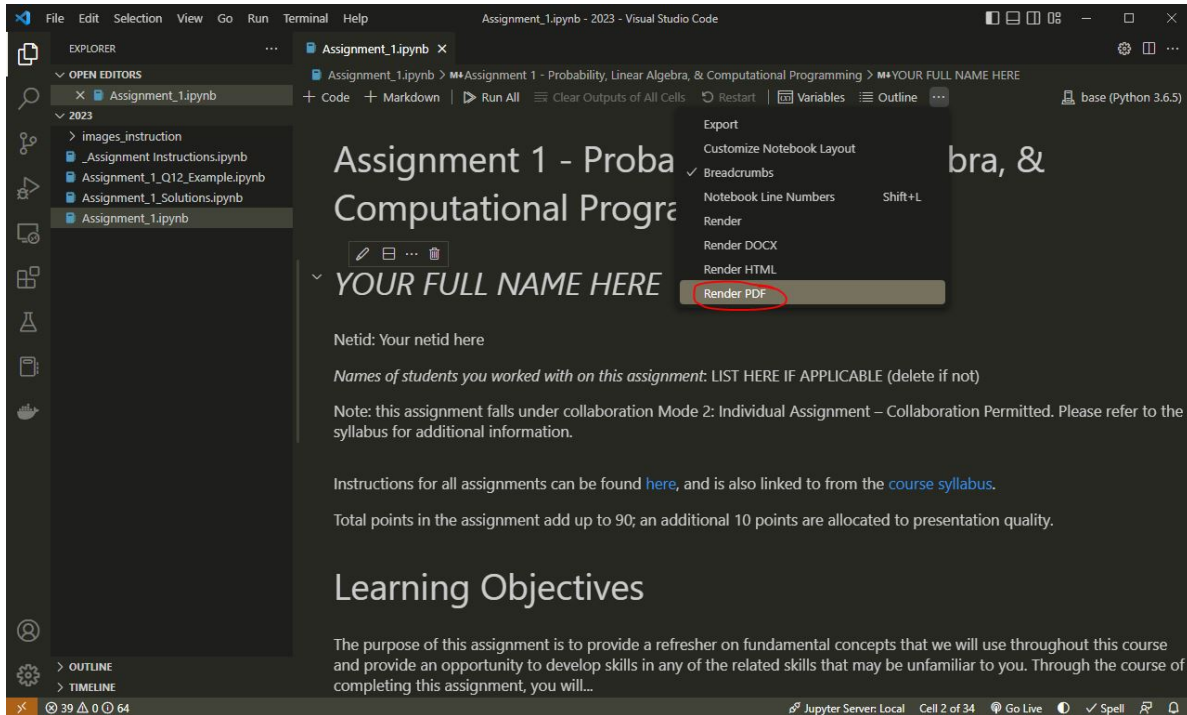 File Edit Selection View Go Run Terminal Help
Assignment_1.ipynb - 2023 - Visual Studio Code
EXPLORER
OPEN EDITORS
Assignment_1.ipynb
2023
images_instruction
_Assignment Instructions.ipynb
Assignment_1_Q12_Example.ipynb
Assignment_1_Solutions.ipynb
Assignment_1.ipynb
OUTLINE
TIMELINE
Assignment_1.ipynb
Assignment_1.ipynb > M↓Assignment 1 - Probability, Linear Algebra, & Computational Programming > M↓YOUR FULL NAME HERE
+ Code + Markdown | Run All Clear Outputs of All Cells Restart | Variables Outline ... base (Python 3.6.5)
Export
Customize Notebook Layout
Breadcrumbs
Notebook Line Numbers Shift+L
Render
Render DOCX
Render HTML
Render PDF
Assignment 1 - Proba bra, &
Computational Progra
YOUR FULL NAME HERE
Netid: Your netid here
Names of students you worked with on this assignment: LIST HERE IF APPLICABLE (delete if not)
Note: this assignment falls under collaboration Mode 2: Individual Assignment – Collaboration Permitted. Please refer to the
syllabus for additional information.
Instructions for all assignments can be found here, and is also linked to from the course syllabus.
Total points in the assignment add up to 90; an additional 10 points are allocated to presentation quality.
Learning Objectives
The purpose of this assignment is to provide a refresher on fundamental concepts that we will use throughout this course
and provide an opportunity to develop skills in any of the related skills that may be unfamiliar to you. Through the course of
completing this assignment, you will...
39 0 64
Jupyter Server: Local Cell 2 of 34 Go Live Spell